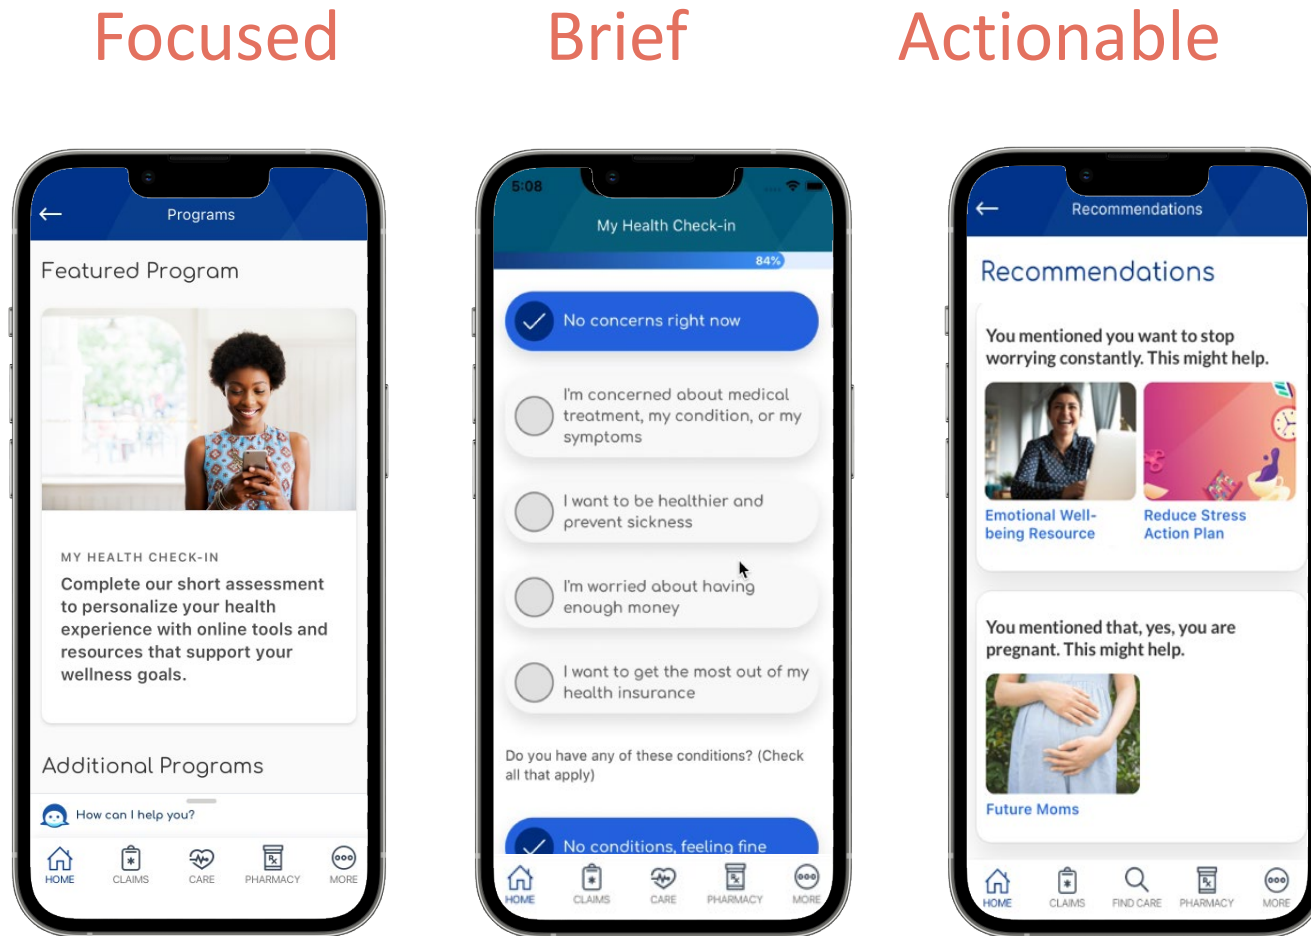 Focused
Brief
Actionable
Programs
Featured Program
MY HEALTH CHECK-IN
Complete our short assessment
to personalize your health
experience with online tools and
resources that support your
wellness goals.
Additional Programs
How can I help you?
HOME
CLAIMS
CARE
PHARMACY
MORE
5:08
My Health Check-in
84%
No concerns right now
I'm concerned about medical
treatment, my condition, or my
symptoms
I want to be healthier and
prevent sickness
I'm worried about having
enough money
I want to get the most out of my
health insurance
Do you have any of these conditions? (Check
all that apply)
No conditions, feeling fine
HOME
CLAIMS
CARE
PHARMACY
MORE
Recommendations
Recommendations
You mentioned you want to stop
worrying constantly. This might help.
Emotional Well-
being Resource
Reduce Stress
Action Plan
You mentioned that, yes, you are
pregnant. This might help.
Future Moms
HOME
CLAIMS
FIND CARE
PHARMACY
MORE